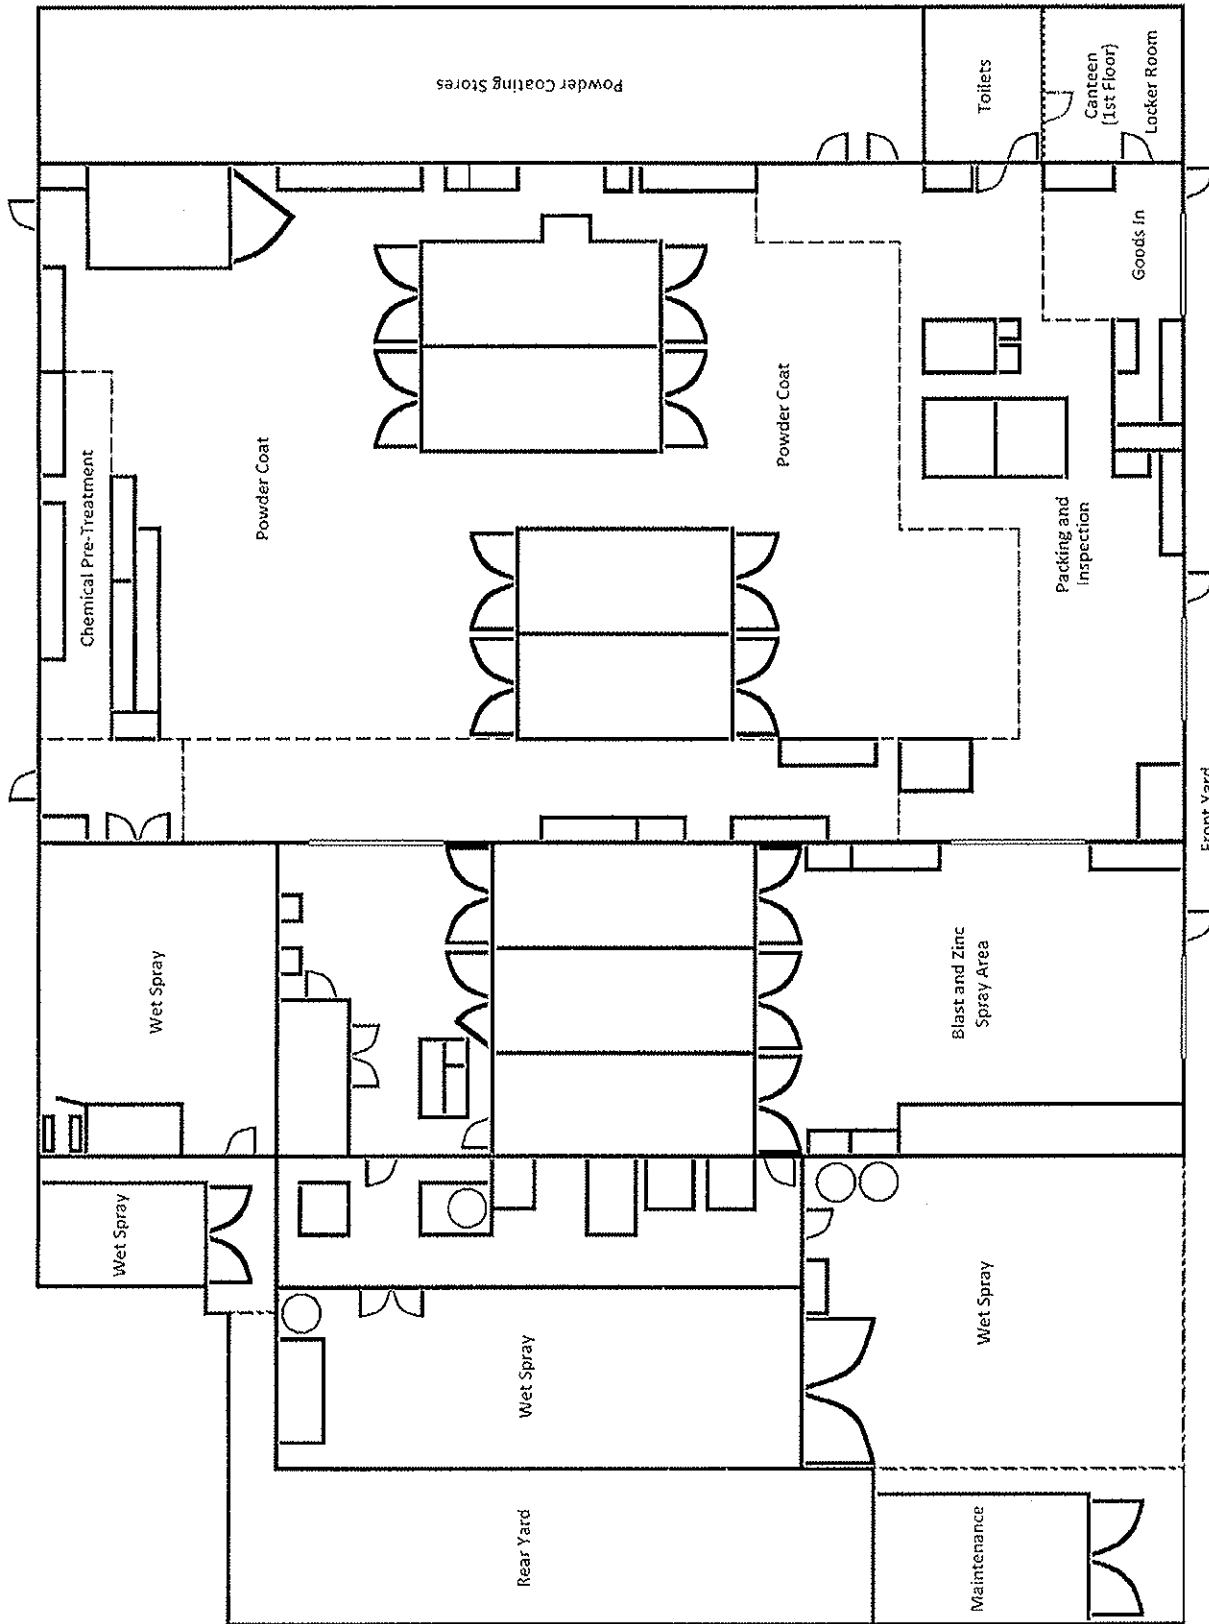 Powder Coating Stores
Toilets
Canteen
(1st Floor)
Locker Room
Goods In
Chemical Pre-Treatment
Powder Coat
Powder Coat
Packing and
Inspection
Front Yard
Wet Spray
Blast and Zinc
Spray Area
Wet Spray
Wet Spray
Wet Spray
Rear Yard
Maintenance